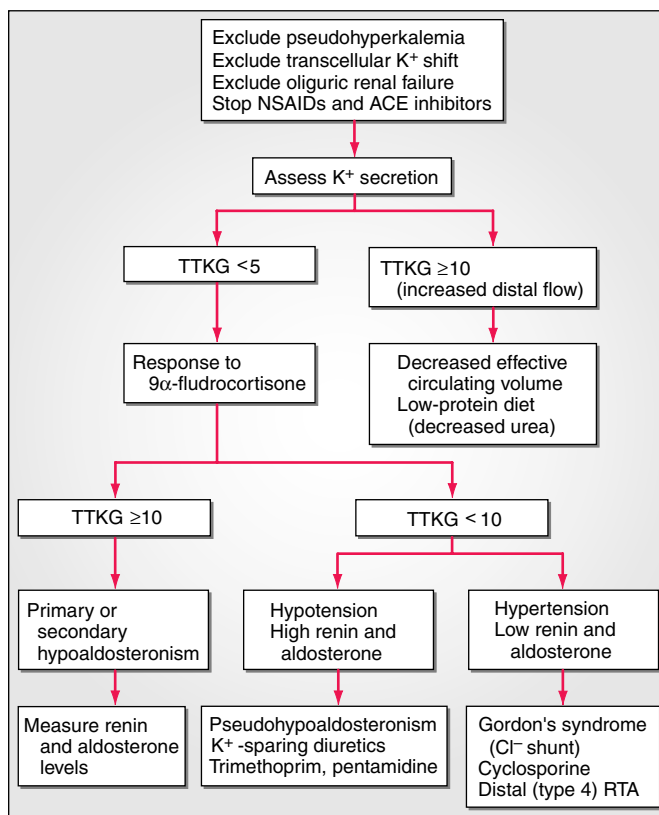 Exclude pseudohyperkalemia
Exclude transcellular K⁺ shift
Exclude oliguric renal failure
Stop NSAIDs and ACE inhibitors
Assess K⁺ secretion
TTKG <5
TTKG ≥10
(increased distal flow)
Response to
9α-fludrocortisone
Decreased effective
circulating volume
Low-protein diet
(decreased urea)
TTKG ≥10
TTKG <10
Primary or
secondary
hypoaldosteronism
Hypotension
High renin and
aldosterone
Hypertension
Low renin and
aldosterone
Measure renin
and aldosterone
levels
Pseudohypoaldosteronism
K⁺ -sparing diuretics
Trimethoprim, pentamidine
Gordon's syndrome
(Cl⁻ shunt)
Cyclosporine
Distal (type 4) RTA